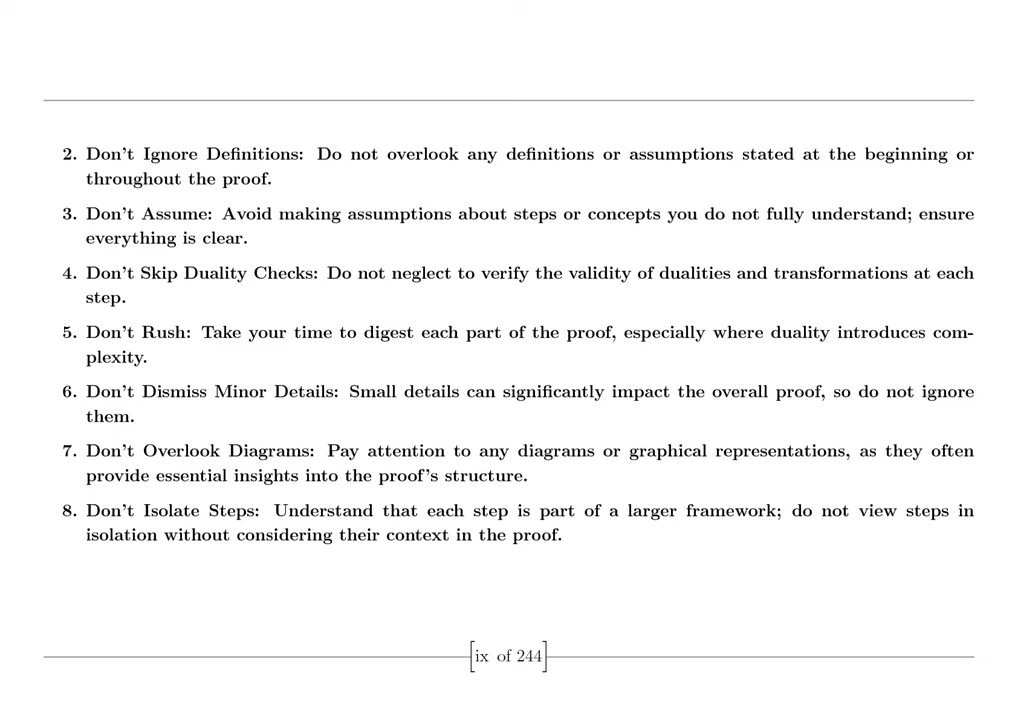 2. Don't Ignore Definitions: Do not overlook any definitions or assumptions stated at the beginning or
throughout the proof.
3. Don't Assume: Avoid making assumptions about steps or concepts you do not fully understand; ensure
everything is clear.
4. Don't Skip Duality Checks: Do not neglect to verify the validity of dualities and transformations at each
step.
5. Don't Rush: Take your time to digest each part of the proof, especially where duality introduces com-
plexity.
6. Don't Dismiss Minor Details: Small details can significantly impact the overall proof, so do not ignore
them.
7. Don't Overlook Diagrams: Pay attention to any diagrams or graphical representations, as they often
provide essential insights into the proof's structure.
8. Don't Isolate Steps: Understand that each step is part of a larger framework; do not view steps in
isolation without considering their context in the proof.
[ix of 244]